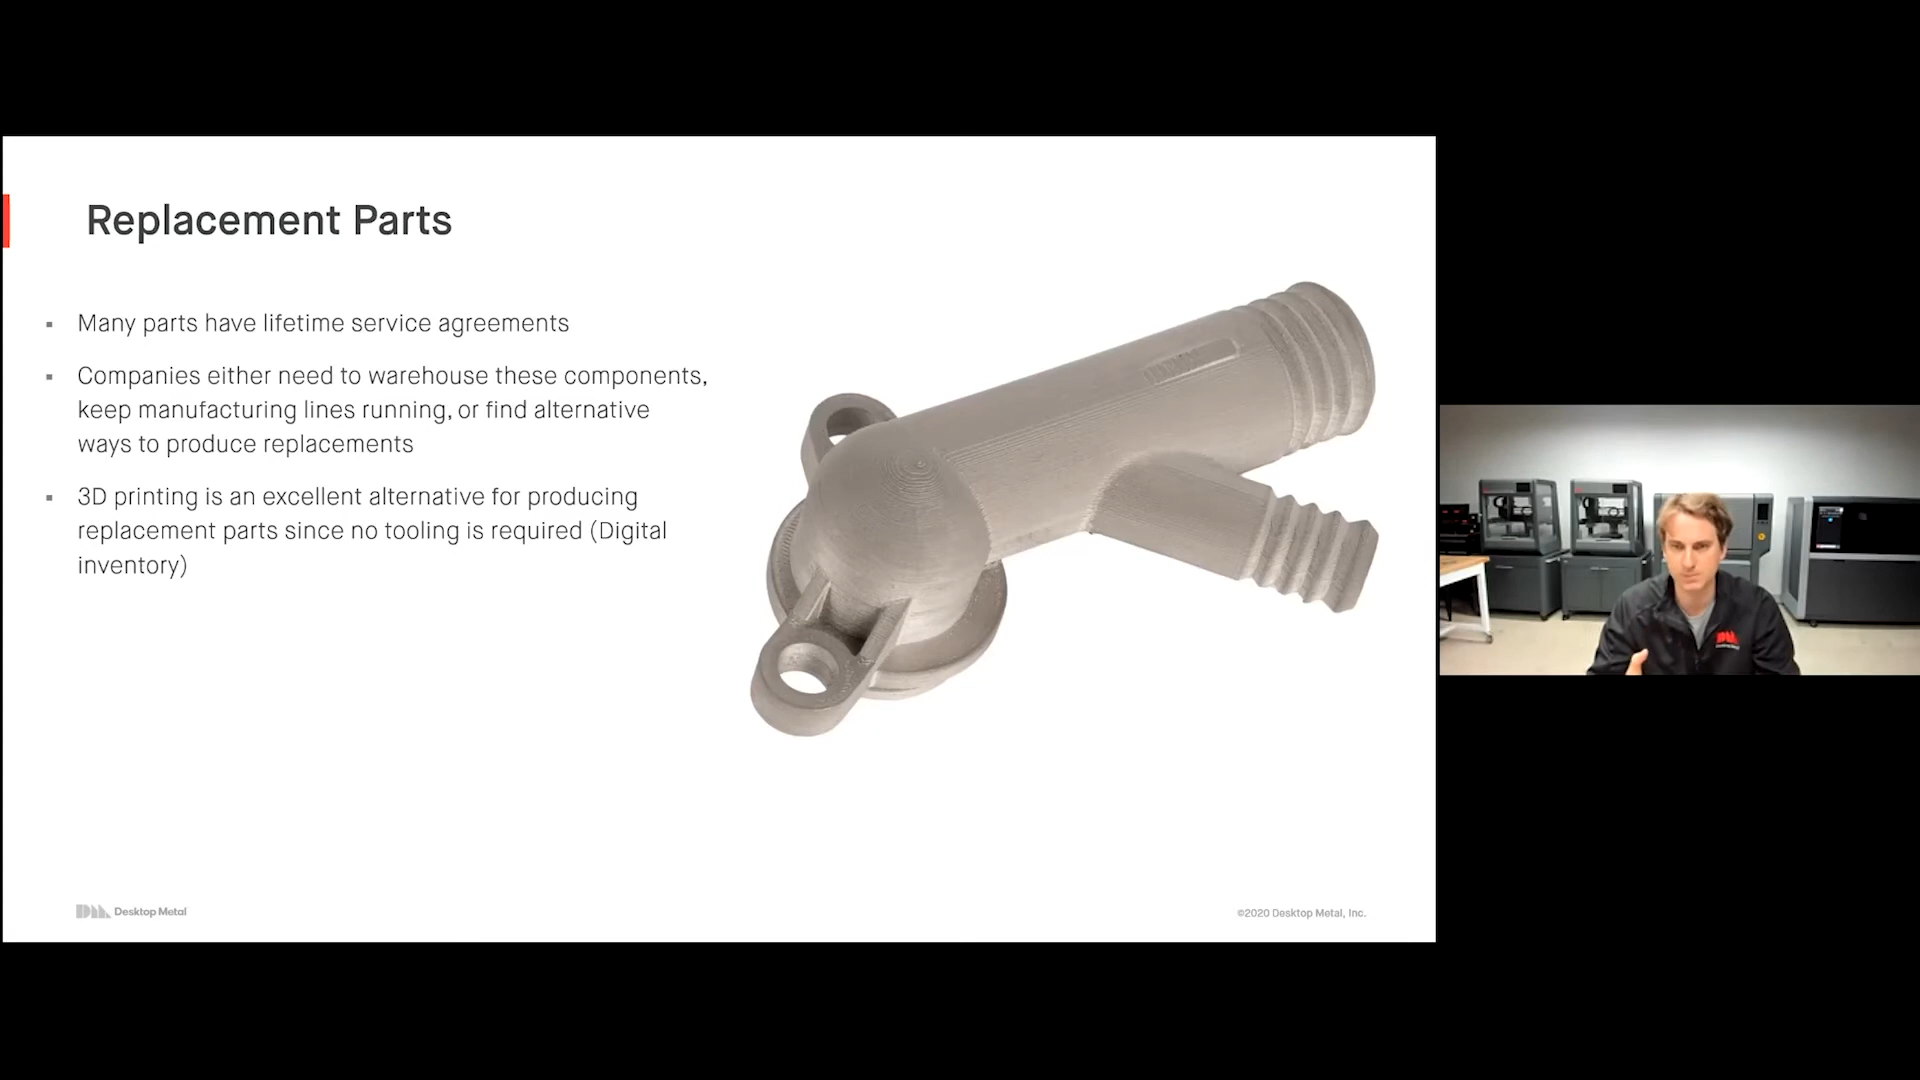 Replacement Parts
▪ Many parts have lifetime service agreements
▪ Companies either need to warehouse these components,
keep manufacturing lines running, or find alternative
ways to produce replacements
▪ 3D printing is an excellent alternative for producing
replacement parts since no tooling is required (Digital
inventory)
Desktop Metal
©2020 Desktop Metal, Inc.